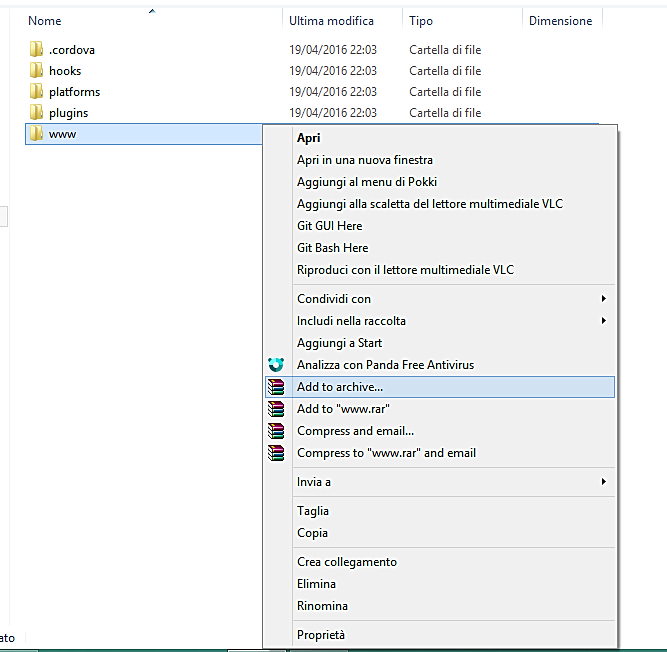 Nome Ultima modifica Tipo Dimensione
.cordova 19/04/2016 22:03 Cartella di file
hooks 19/04/2016 22:03 Cartella di file
platforms 19/04/2016 22:03 Cartella di file
plugins 19/04/2016 22:03 Cartella di file
www
Apri
Apri in una nuova finestra
Aggiungi al menu di Pokki
Aggiungi alla scaletta del lettore multimediale VLC
Git GUI Here
Git Bash Here
Riproduci con il lettore multimediale VLC
Condividi con
Includi nella raccolta
Aggiungi a Start
Analizza con Panda Free Antivirus
Add to archive...
Add to "www.rar"
Compress and email...
Compress to "www.rar" and email
Invia a
Taglia
Copia
Crea collegamento
Elimina
Rinomina
Proprietà
ato